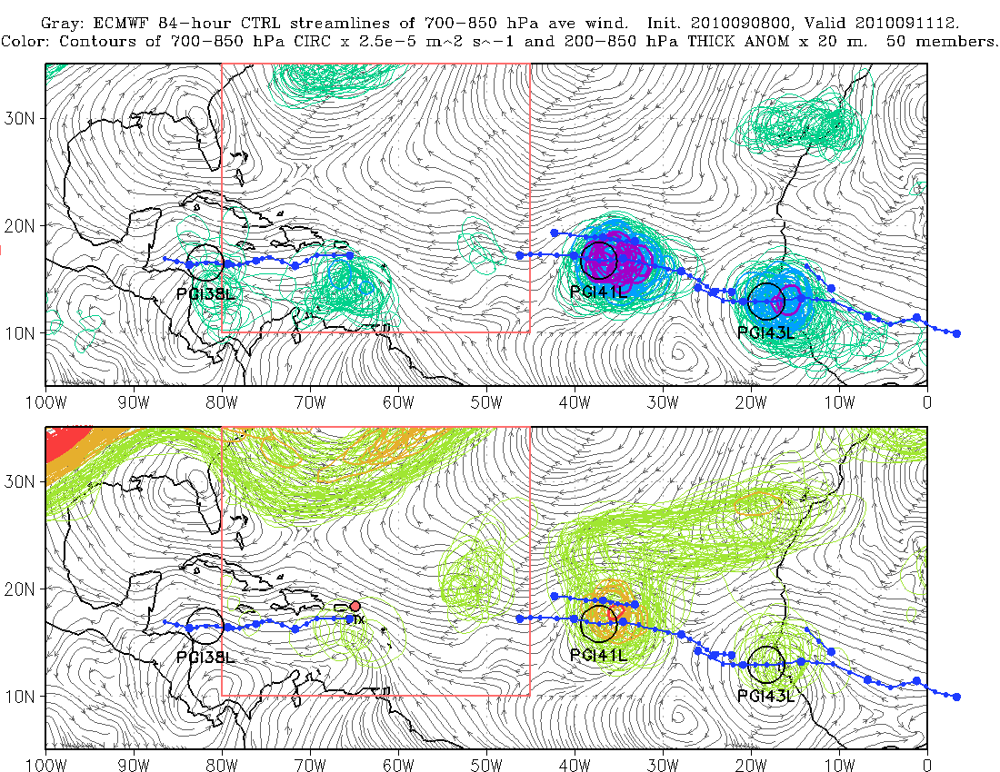 Gray: ECMWF 84-hour CTRL streamlines of 700-850 hPa ave wind. Init. 2010090800, Valid 2010091112.
Color: Contours of 700-850 hPa CIRC x 2.5e-5 m^2 s^-1 and 200-850 hPa THICK ANOM x 20 m. 50 members.
30N
20N
10N
PGI38L
PGI41L
PGI43L
100W 90W 80W 70W 60W 50W 40W 30W 20W 10W 0
30N
20N
10N
TX
PGI38L
PGI41L
PGI43L
100W 90W 80W 70W 60W 50W 40W 30W 20W 10W 0